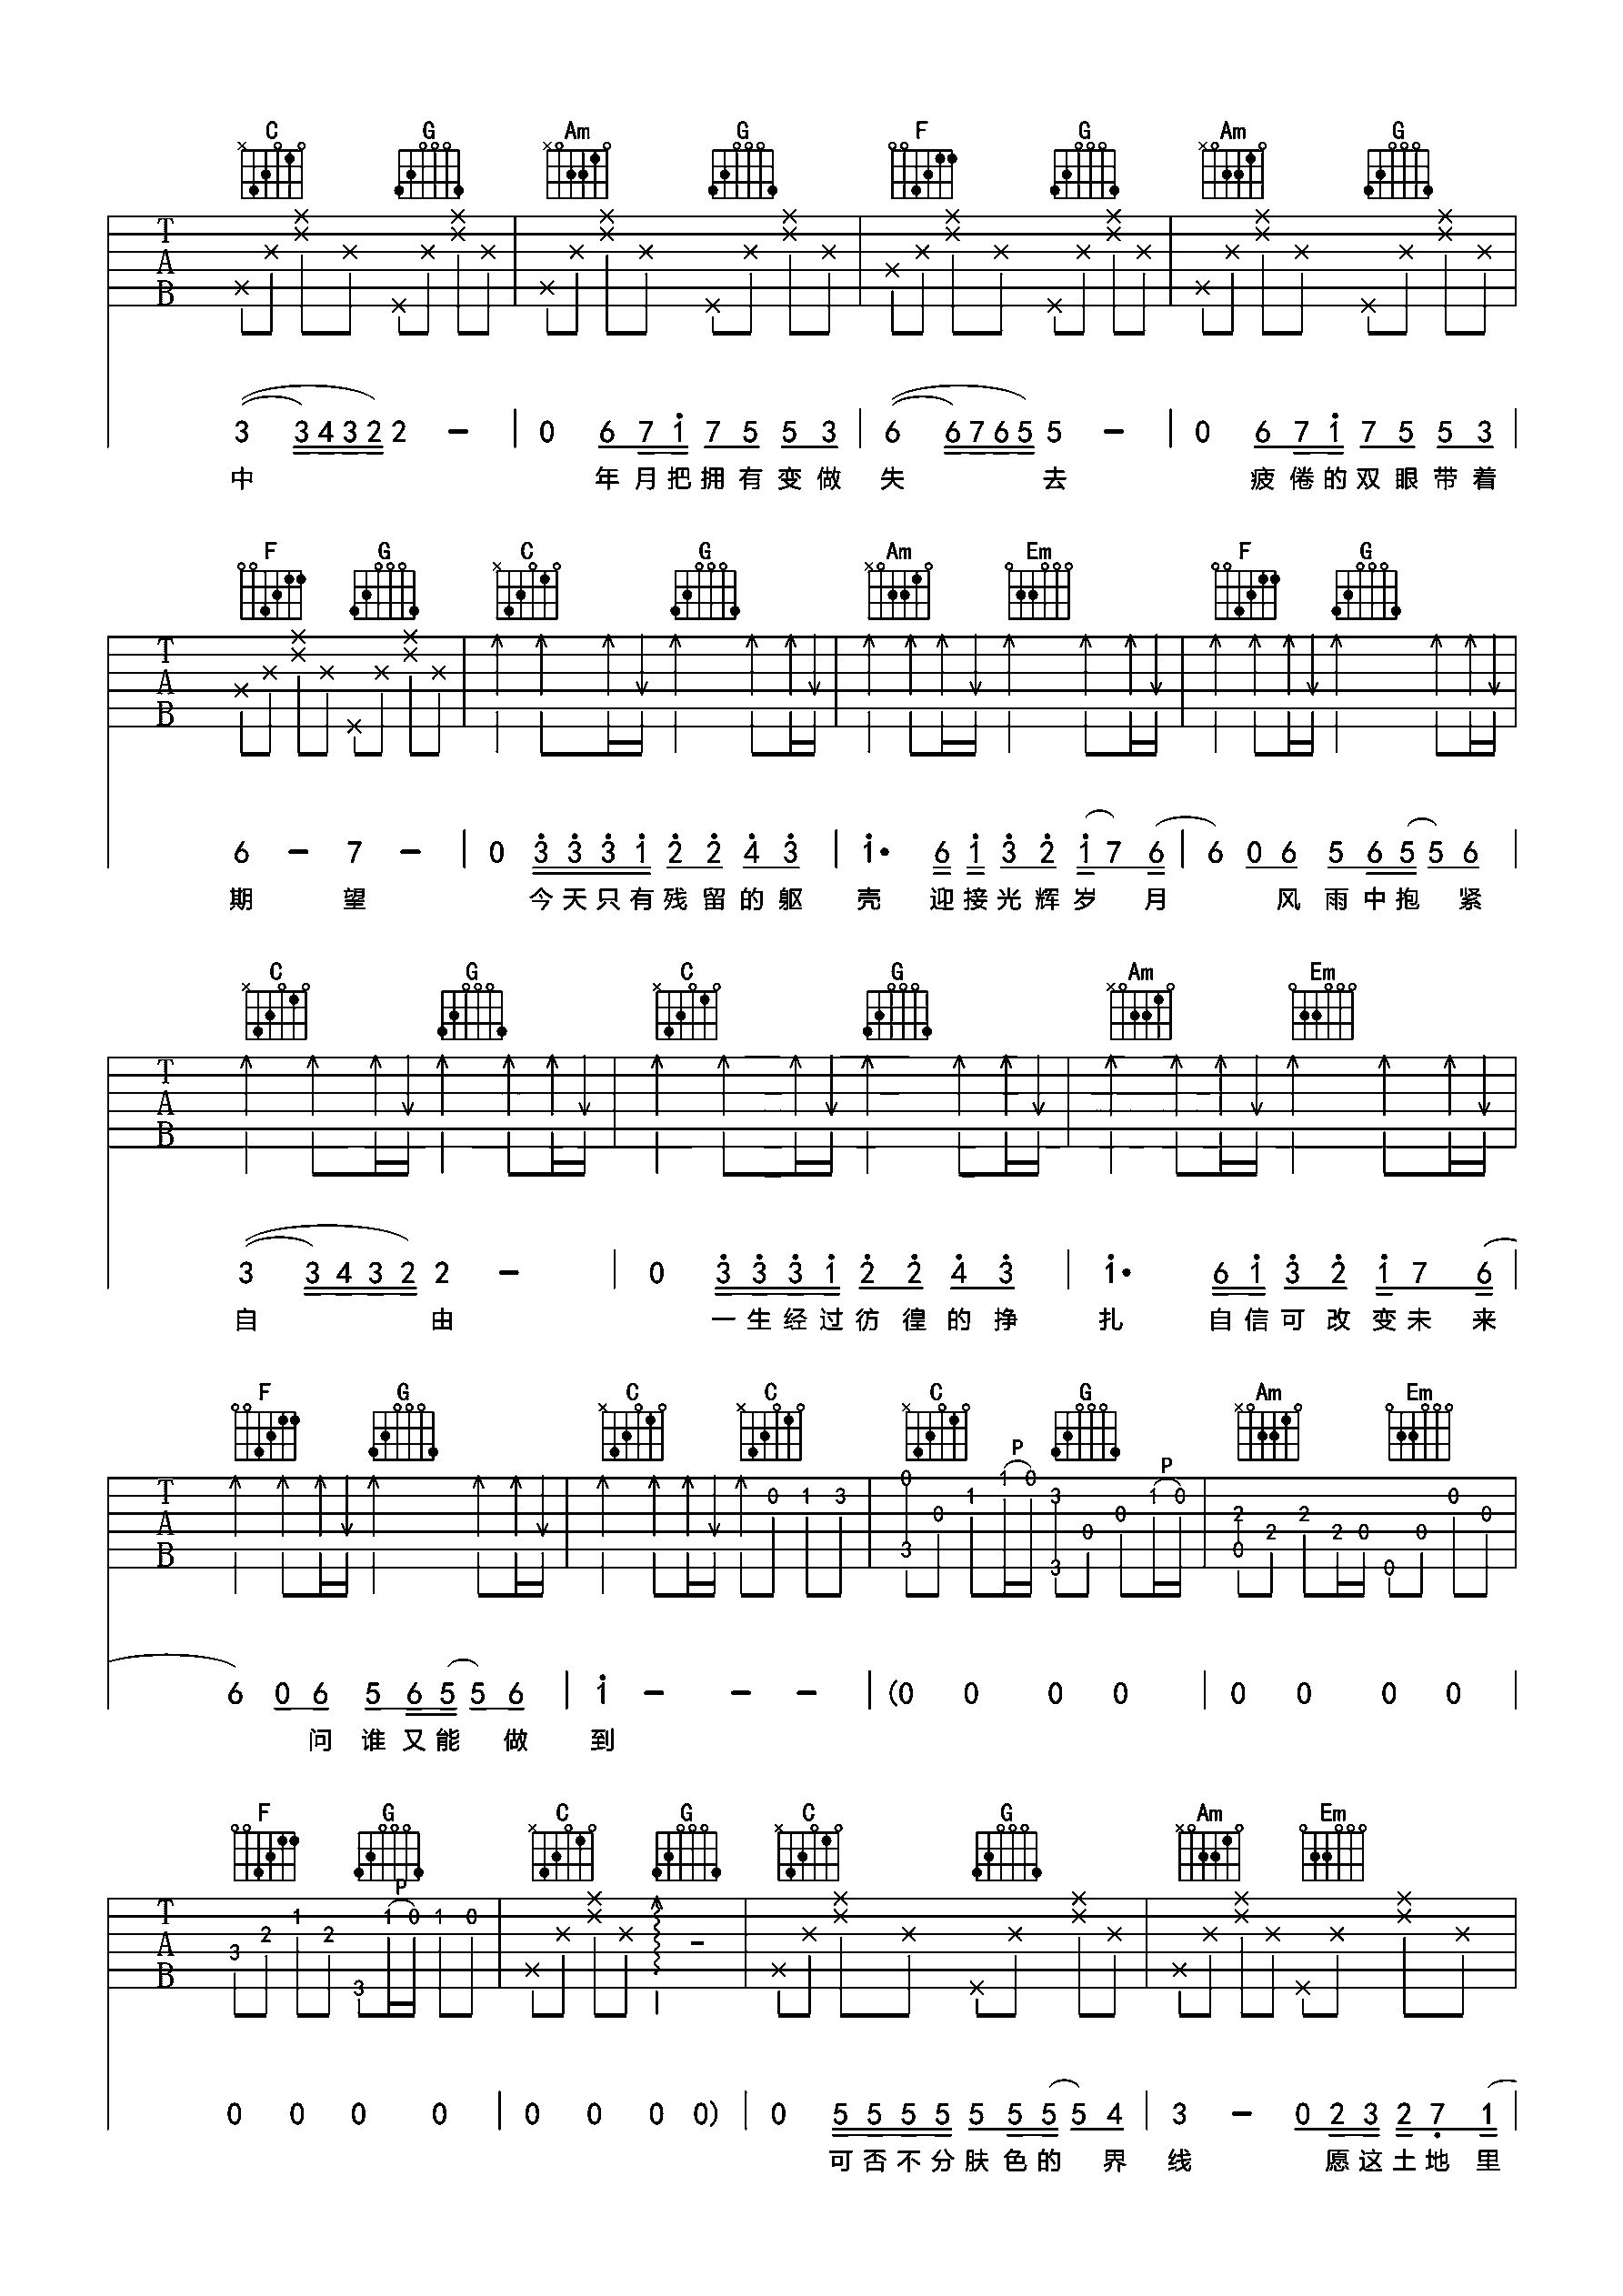 C G Am G F G Am G
T A B
3 3 4 3 2 2 - | 0 6 7 1 7 5 5 3 | 6 6 7 6 5 5 - | 0 6 7 1 7 5 5 3 |
中 年月把拥有变做 失 去 疲倦的双眼带着
F G C G Am Em F G
T A B
6 - 7 - | 0 3 3 3 1 2 2 4 3 | 1· 6 1 3 2 1 7 6 | 6 0 6 5 6 5 5 6 |
期 望 今天只有残留的躯 壳 迎接光辉岁 月 风雨中抱 紧
C G C G Am Em
T A B
3 3 4 3 2 2 - | 0 3 3 3 1 2 2 4 3 | 1· 6 1 3 2 1 7 6 |
自 由 一生经过彷徨的挣 扎 自信可改变未 来
F G C C C G Am Em
P P
T A B
0 1 3 0 3 0 1 1 0 3 3 0 0 1 0 2 0 2 2 2 0 0 0 0 0
6 0 6 5 6 5 5 6 | 1 - - - | (0 0 0 0 | 0 0 0 0 |
问谁又能 做 到
F G C G C G Am Em
P
T A B
3 2 1 2 3 1 0 1 0
0 0 0 0 | 0 0 0 0) | 0 5 5 5 5 5 5 5 5 4 | 3 - 0 2 3 2 7 1 |
可否不分肤色的 界 线 愿这土地里